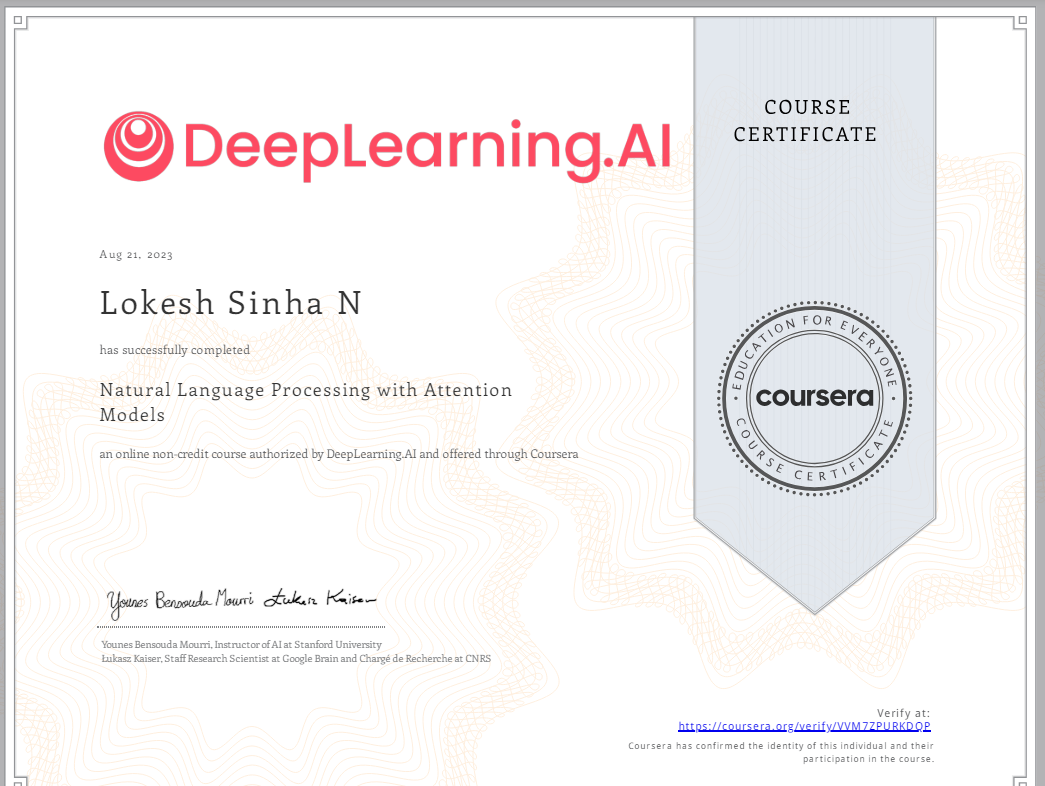 DeepLearning.AI
COURSE
CERTIFICATE
Aug 21, 2023
Lokesh Sinha N
has successfully completed
Natural Language Processing with Attention
Models
an online non-credit course authorized by DeepLearning.AI and offered through Coursera
EDUCATION FOR EVERYONE
coursera
COURSE CERTIFICATE
Younes Bensouda Mourri Łukasz Kaiser
Younes Bensouda Mourri, Instructor of AI at Stanford University
Łukasz Kaiser, Staff Research Scientist at Google Brain and Chargé de Recherche at CNRS
Verify at:
https://coursera.org/verify/VVM7ZPURKDQP
Coursera has confirmed the identity of this individual and their
participation in the course.